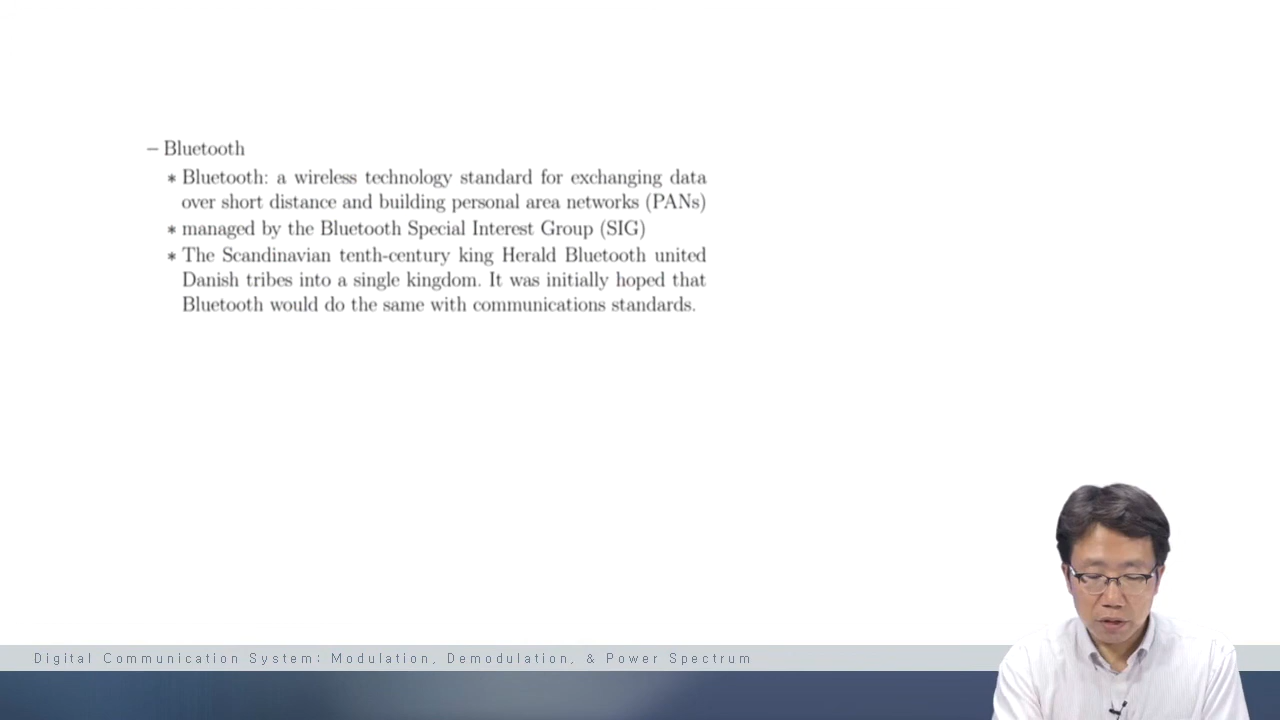 – Bluetooth
* Bluetooth: a wireless technology standard for exchanging data
over short distance and building personal area networks (PANs)
* managed by the Bluetooth Special Interest Group (SIG)
* The Scandinavian tenth-century king Herald Bluetooth united
Danish tribes into a single kingdom. It was initially hoped that
Bluetooth would do the same with communications standards.
Digital Communication System: Modulation, Demodulation, & Power Spectrum